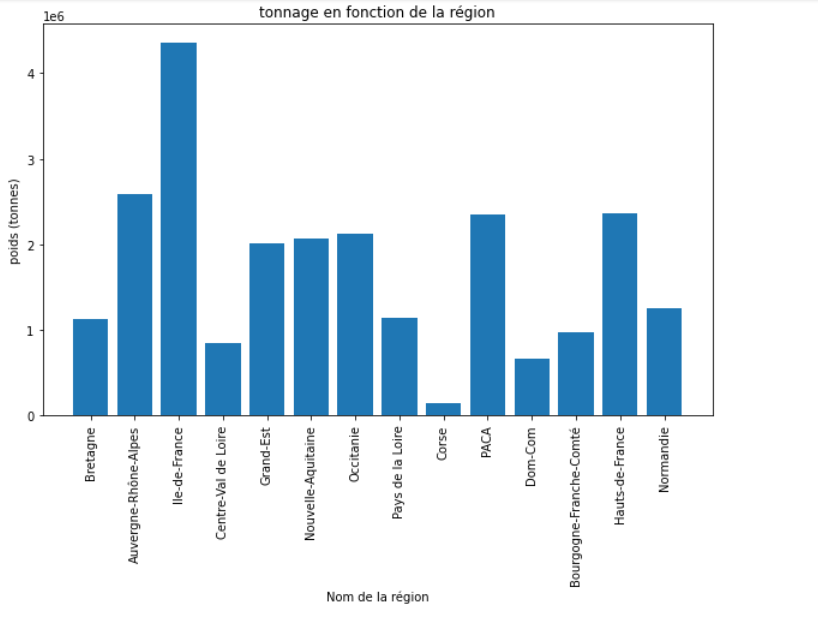 tonnage en fonction de la région
1e6
4
3
2
1
0
poids (tonnes)
Bretagne
Auvergne-Rhône-Alpes
Ile-de-France
Centre-Val de Loire
Grand-Est
Nouvelle-Aquitaine
Occitanie
Pays de la Loire
Corse
PACA
Dom-Com
Bourgogne-Franche-Comté
Hauts-de-France
Normandie
Nom de la région